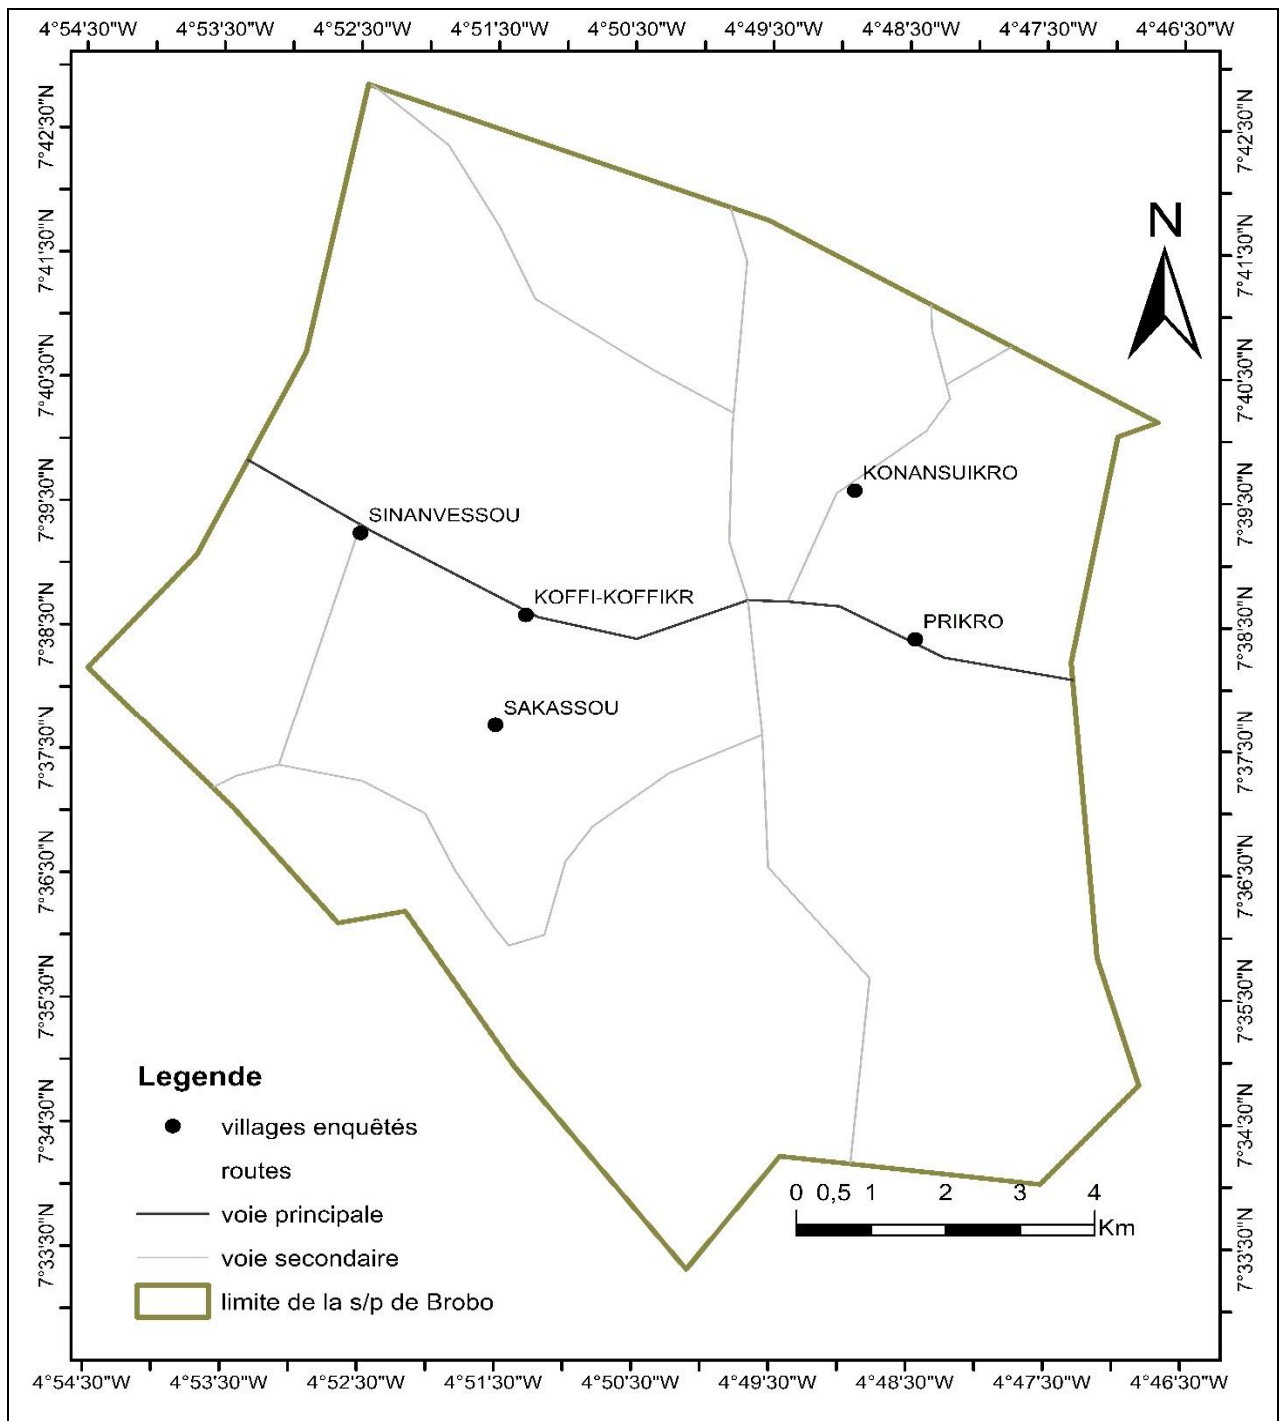 4°54'30"W 4°53'30"W 4°52'30"W 4°51'30"W 4°50'30"W 4°49'30"W 4°48'30"W 4°47'30"W 4°46'30"W
7°42'30"N
7°42'30"N
N
7°41'30"N
7°41'30"N
7°40'30"N
7°40'30"N
KONANSUIKRO
7°39'30"N
7°39'30"N
SINANVESSOU
KOFFI-KOFFIKR
PRIKRO
7°38'30"N
7°38'30"N
SAKASSOU
7°37'30"N
7°37'30"N
7°36'30"N
7°36'30"N
7°35'30"N
7°35'30"N
Legende
villages enquêtés
7°34'30"N
7°34'30"N
routes
0 0,5 1 2 3 4
voie principale
Km
7°33'30"N
7°33'30"N
voie secondaire
limite de la s/p de Brobo
4°54'30"W 4°53'30"W 4°52'30"W 4°51'30"W 4°50'30"W 4°49'30"W 4°48'30"W 4°47'30"W 4°46'30"W